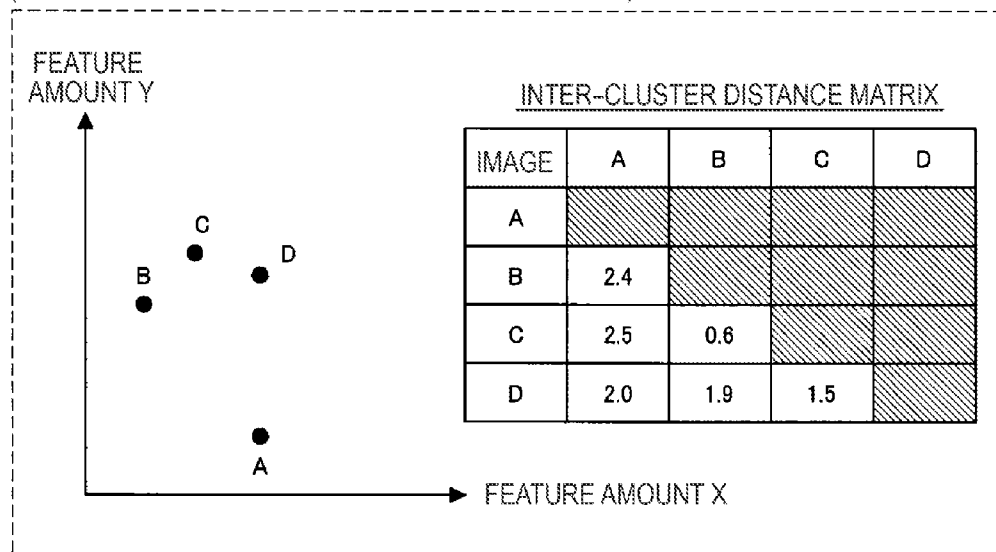 FEATURE
AMOUNT Y
INTER-CLUSTER DISTANCE MATRIX
IMAGE A B C D
A
B 2.4
C 2.5 0.6
D 2.0 1.9 1.5
C
D
B
A
FEATURE AMOUNT X